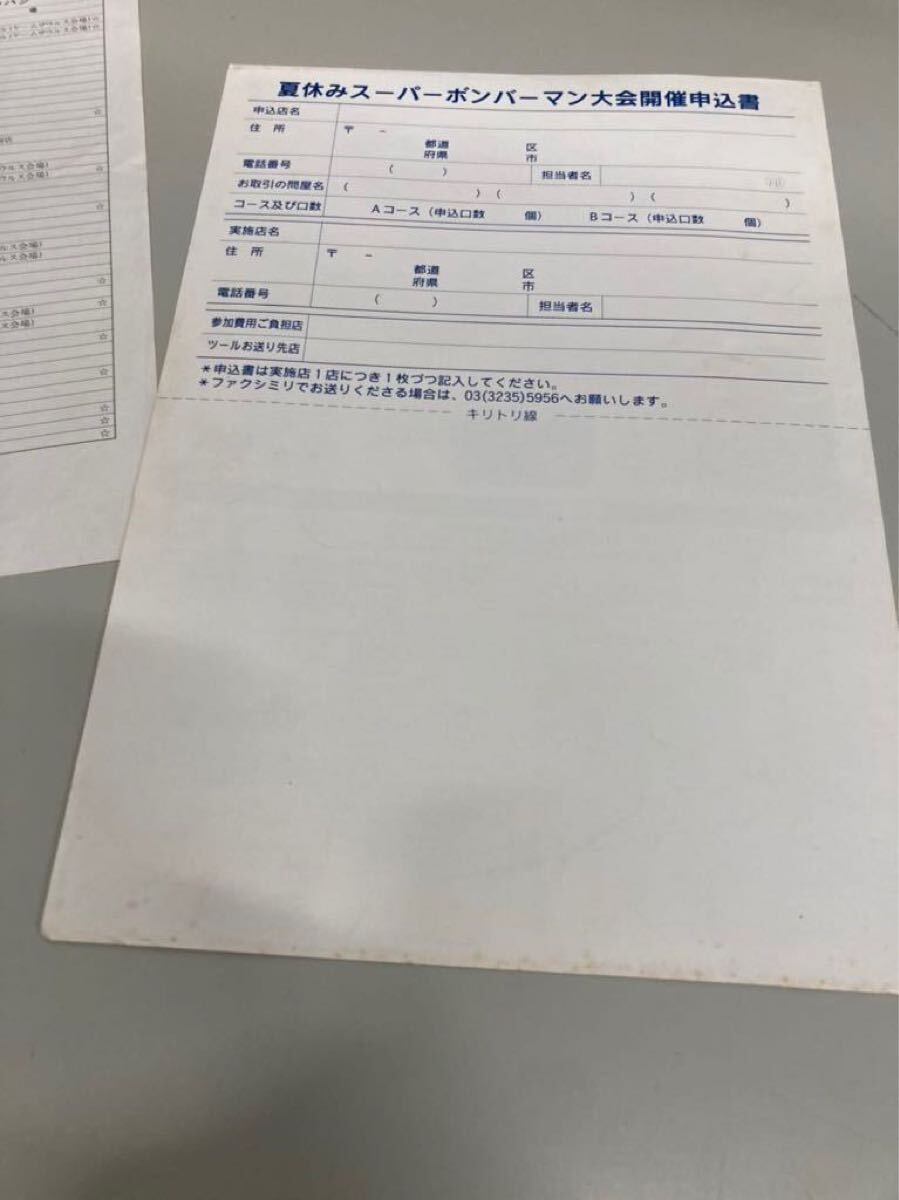 夏休みスーパーボンバーマン大会開催申込書
申込店名
住 所 〒 － 都道府県 区市
電話番号 ( ) 担当者名 ㊞
お取引の問屋名 ( ) ( ) ( )
コース及び口数 Aコース（申込口数 個） Bコース（申込口数 個）
実施店名
住 所 〒 － 都道府県 区市
電話番号 ( ) 担当者名
参加費用ご負担店
ツールお送り先店
＊申込書は実施店１店につき１枚づつ記入してください。
＊ファクシミリでお送りくださる場合は、03(3235)5956へお願いします。
キリトリ線